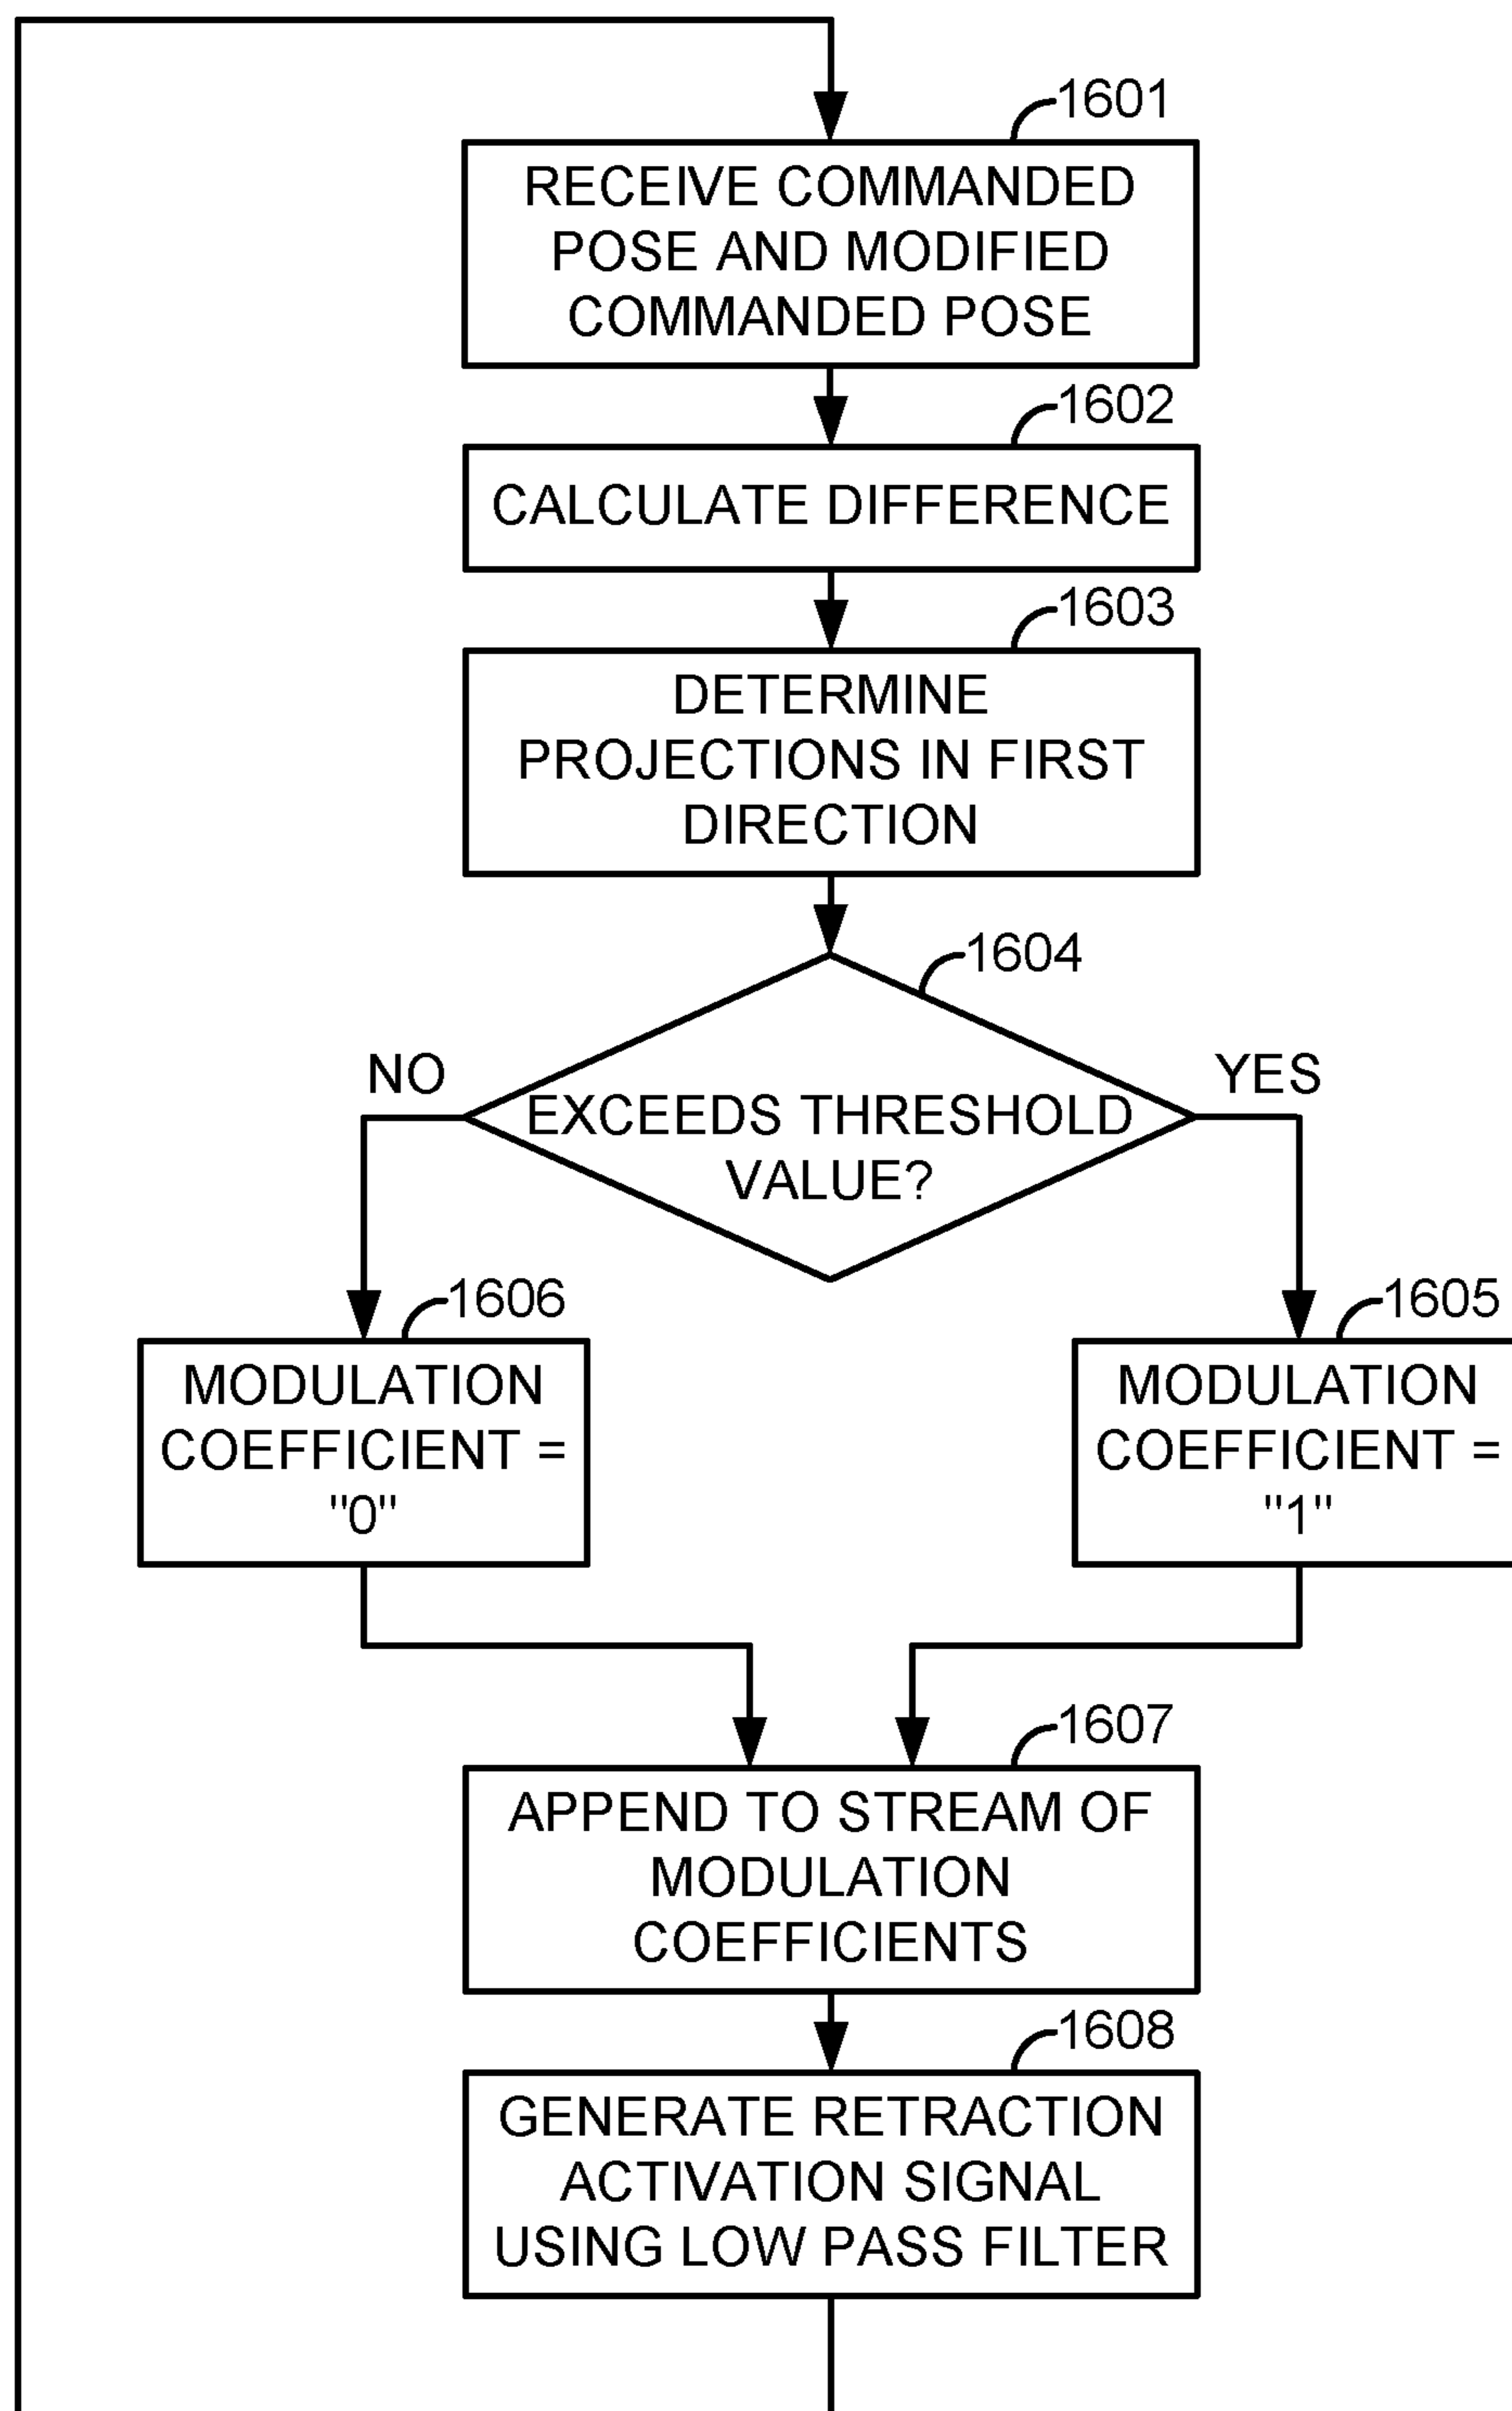 1601
RECEIVE COMMANDED
POSE AND MODIFIED
COMMANDED POSE
1602
CALCULATE DIFFERENCE
1603
DETERMINE
PROJECTIONS IN FIRST
DIRECTION
1604
NO
YES
EXCEEDS THRESHOLD
VALUE?
1606
MODULATION
COEFFICIENT =
"0"
1605
MODULATION
COEFFICIENT =
"1"
1607
APPEND TO STREAM OF
MODULATION
COEFFICIENTS
1608
GENERATE RETRACTION
ACTIVATION SIGNAL
USING LOW PASS FILTER